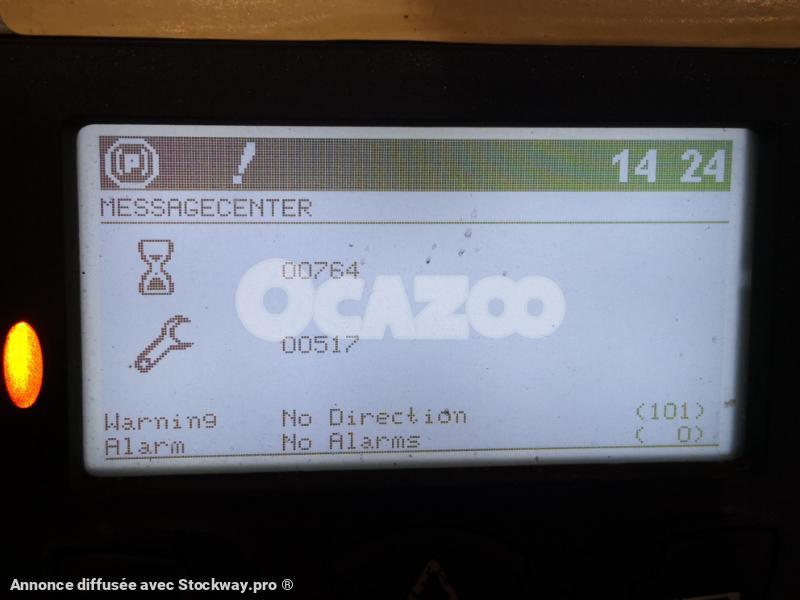 (P) ! 14 24
MESSAGECENTER
00764
OCAZOO
00517
Warning No Direction (101)
Alarm No Alarms ( 0)
Annonce diffusée avec Stockway.pro ®